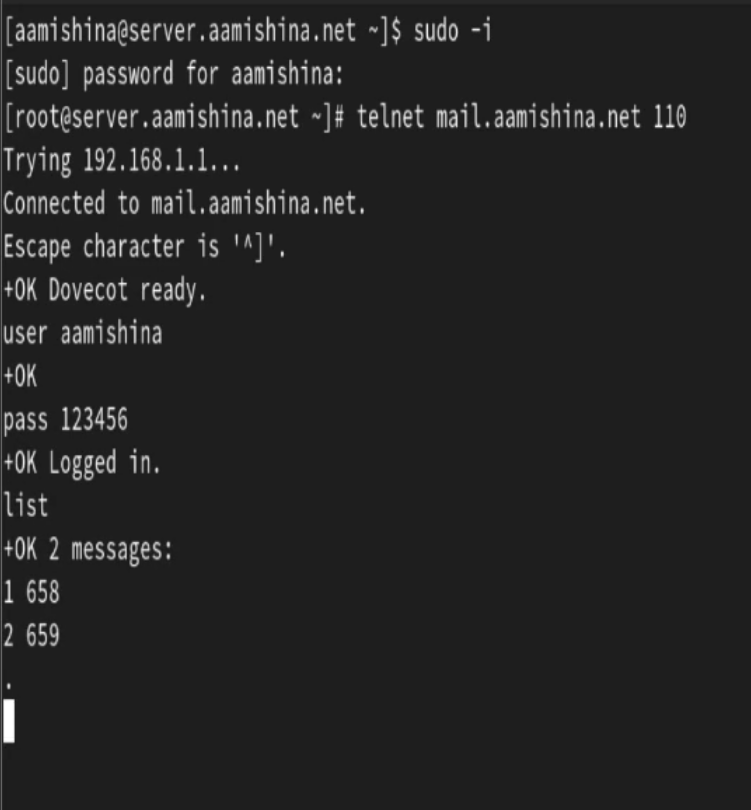 [aamishina@server.aamishina.net ~]$ sudo -i
[sudo] password for aamishina:
[root@server.aamishina.net ~]# telnet mail.aamishina.net 110
Trying 192.168.1.1...
Connected to mail.aamishina.net.
Escape character is '^]'.
+OK Dovecot ready.
user aamishina
+OK
pass 123456
+OK Logged in.
list
+OK 2 messages:
1 658
2 659
.